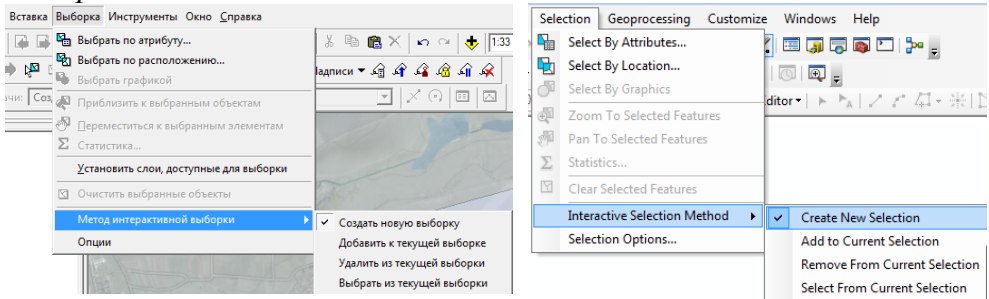 Вставка Выборка Инструменты Окно Справка
Выбрать по атрибуту...
1:33
Выбрать по расположению...
Надписи
Выбрать графикой
Приблизить к выбранным объектам
Переместиться к выбранным элементам
Статистика...
Установить слои, доступные для выборки
Очистить выбранные объекты
Метод интерактивной выборки
Создать новую выборку
Опции
Добавить к текущей выборке
Удалить из текущей выборки
Выбрать из текущей выборки
Selection Geoprocessing Customize Windows Help
Select By Attributes...
Select By Location...
Select By Graphics
ditor
Zoom To Selected Features
Pan To Selected Features
Statistics...
Clear Selected Features
Interactive Selection Method
Create New Selection
Selection Options...
Add to Current Selection
Remove From Current Selection
Select From Current Selection